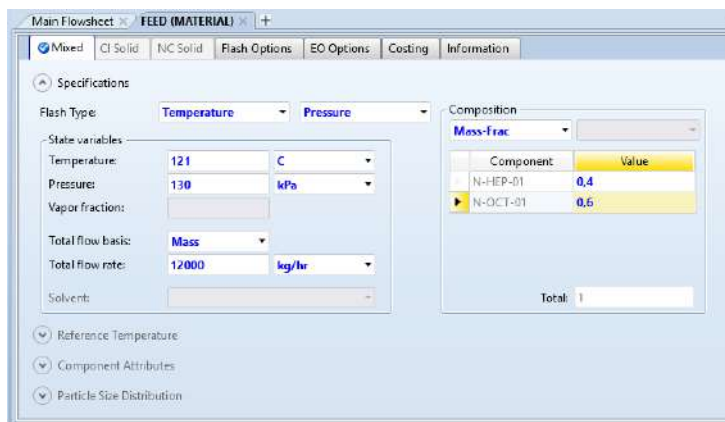 Main Flowsheet × FEED (MATERIAL) × +
Mixed CI Solid NC Solid Flash Options EO Options Costing Information
Specifications
Flash Type: Temperature Pressure
Composition
Mass-Frac
State variables
Temperature: 121 C
Pressure: 130 kPa
Vapor fraction:
Total flow basis: Mass
Total flow rate: 12000 kg/hr
Solvent:
Component Value
N-HEP-01 0,4
N-OCT-01 0,6
Total: 1
Reference Temperature
Component Attributes
Particle Size Distribution